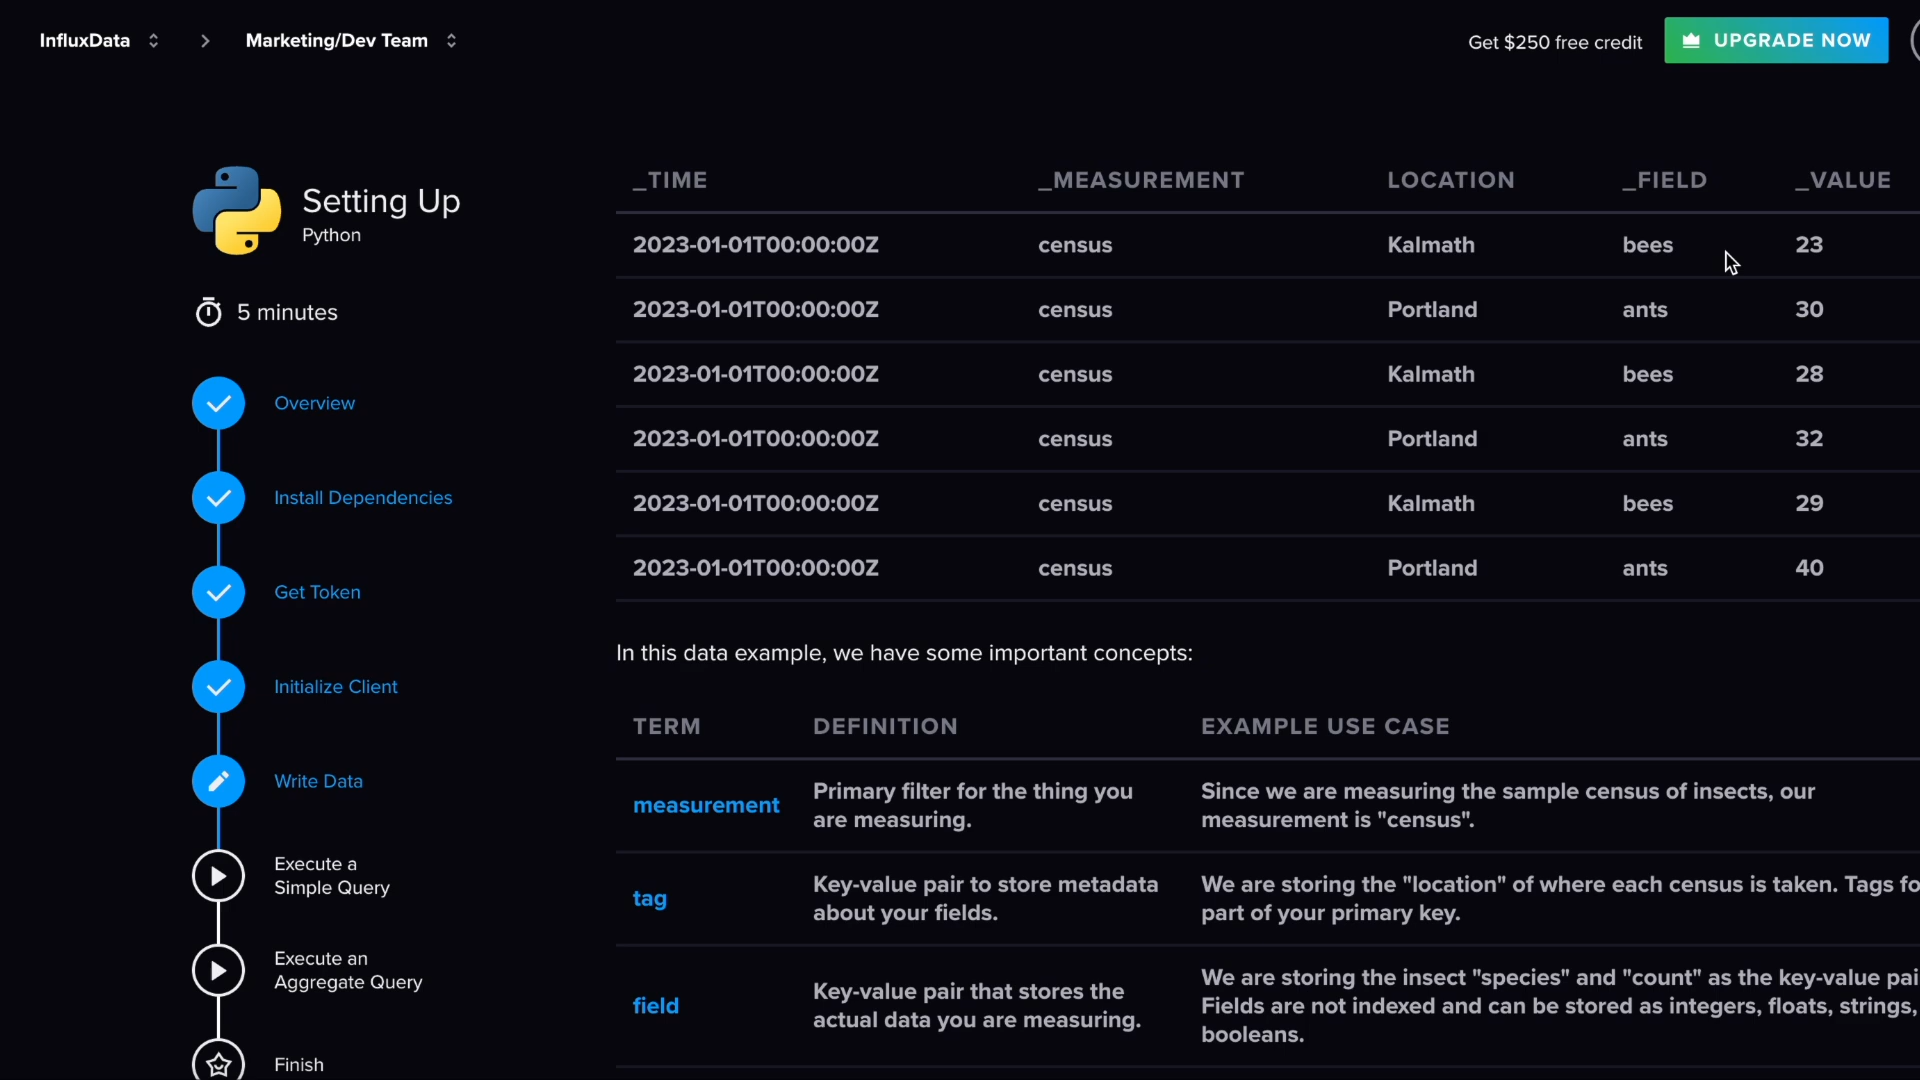 InfluxData
Marketing/Dev Team
Get $250 free credit
UPGRADE NOW
Setting Up
Python
5 minutes
Overview
Install Dependencies
Get Token
Initialize Client
Write Data
Execute a
Simple Query
Execute an
Aggregate Query
Finish
_TIME _MEASUREMENT LOCATION _FIELD _VALUE
2023-01-01T00:00:00Z census Kalmath bees 23
2023-01-01T00:00:00Z census Portland ants 30
2023-01-01T00:00:00Z census Kalmath bees 28
2023-01-01T00:00:00Z census Portland ants 32
2023-01-01T00:00:00Z census Kalmath bees 29
2023-01-01T00:00:00Z census Portland ants 40
In this data example, we have some important concepts:
TERM DEFINITION EXAMPLE USE CASE
measurement
Primary filter for the thing you
are measuring.
Since we are measuring the sample census of insects, our
measurement is "census".
tag
Key-value pair to store metadata
about your fields.
We are storing the "location" of where each census is taken. Tags fo
part of your primary key.
field
Key-value pair that stores the
actual data you are measuring.
We are storing the insect "species" and "count" as the key-value pai
Fields are not indexed and can be stored as integers, floats, strings,
booleans.